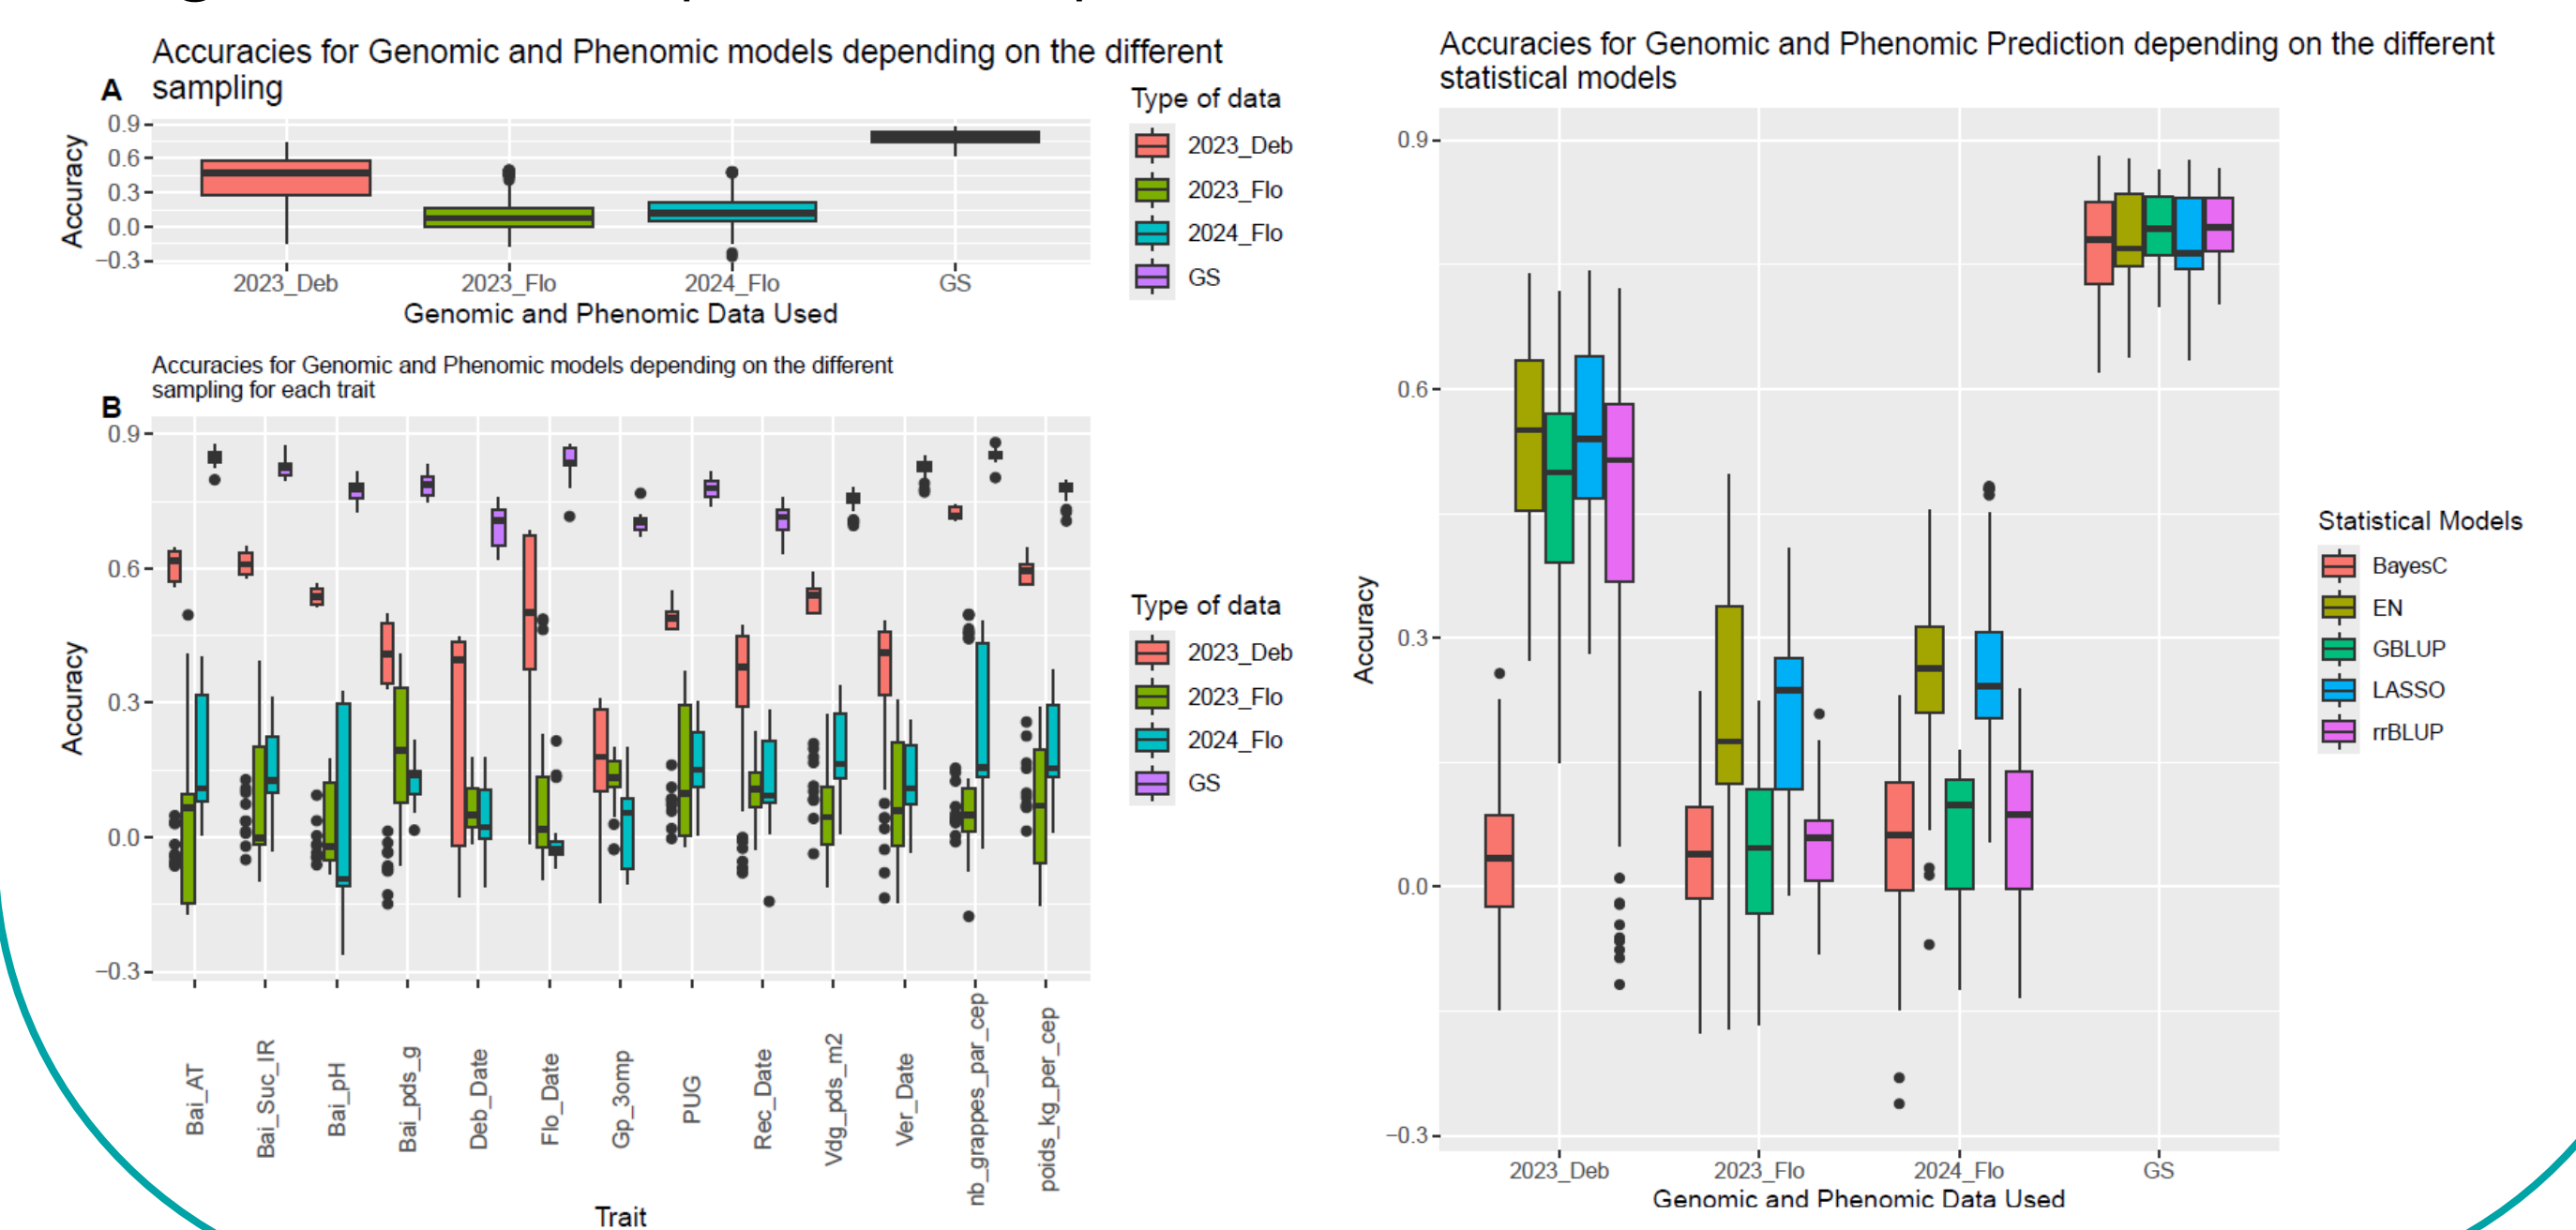 Accuracies for Genomic and Phenomic models depending on the different
sampling
A
Accuracy
0.9
0.6
0.3
0.0
−0.3
2023_Deb
2023_Flo
2024_Flo
GS
Genomic and Phenomic Data Used
Type of data
2023_Deb
2023_Flo
2024_Flo
GS
Accuracies for Genomic and Phenomic models depending on the different
sampling for each trait
B
Accuracy
0.9
0.6
0.3
0.0
−0.3
Bai_AT
Bai_Suc_IR
Bai_pH
Bai_pds_g
Deb_Date
Flo_Date
Gp_3omp
PUG
Rec_Date
Vdg_pds_m2
Ver_Date
nb_grappes_par_cep
poids_kg_per_cep
Trait
Type of data
2023_Deb
2023_Flo
2024_Flo
GS
Accuracies for Genomic and Phenomic Prediction depending on the different
statistical models
Accuracy
0.9
0.6
0.3
0.0
−0.3
2023_Deb
2023_Flo
2024_Flo
GS
Genomic and Phenomic Data Used
Statistical Models
BayesC
EN
GBLUP
LASSO
rrBLUP